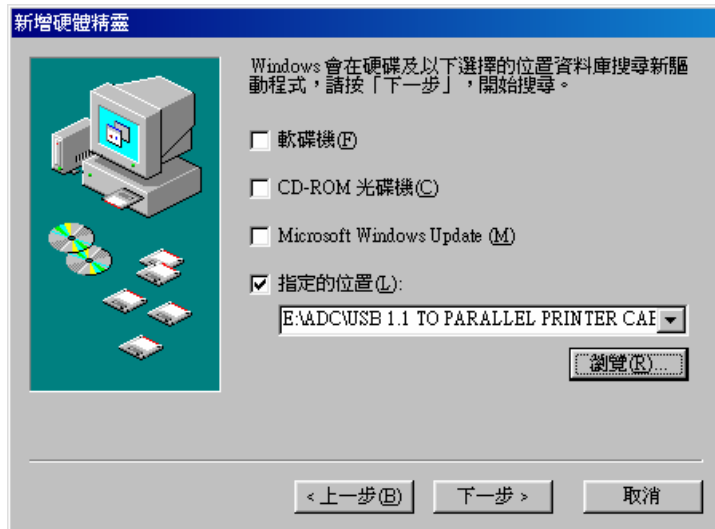 新增硬體精靈
Windows 會在硬碟及以下選擇的位置資料庫搜尋新驅
動程式，請按「下一步」，開始搜尋。
軟碟機(F)
CD-ROM 光碟機(C)
Microsoft Windows Update (M)
指定的位置(L):
E:\ADC\USB 1.1 TO PARALLEL PRINTER CAB
瀏覽(R)...
< 上一步(B)
下一步 >
取消